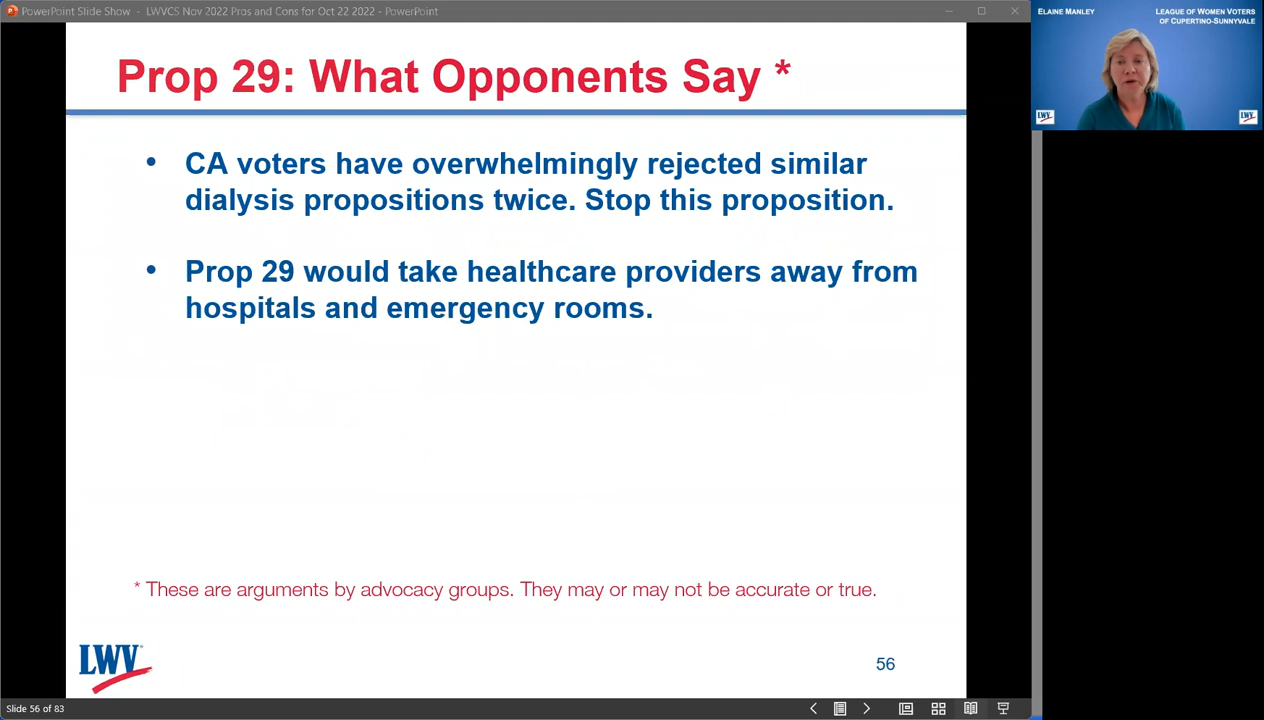 PowerPoint Slide Show - LWVCS Nov 2022 Pros and Cons for Oct 22 2022 - PowerPoint
ELAINE MANLEY
LEAGUE OF WOMEN VOTERS
OF CUPERTINO-SUNNYVALE
LWV
LWV
Prop 29: What Opponents Say *
• CA voters have overwhelmingly rejected similar
dialysis propositions twice. Stop this proposition.
• Prop 29 would take healthcare providers away from
hospitals and emergency rooms.
* These are arguments by advocacy groups. They may or may not be accurate or true.
LWV
56
Slide 56 of 83